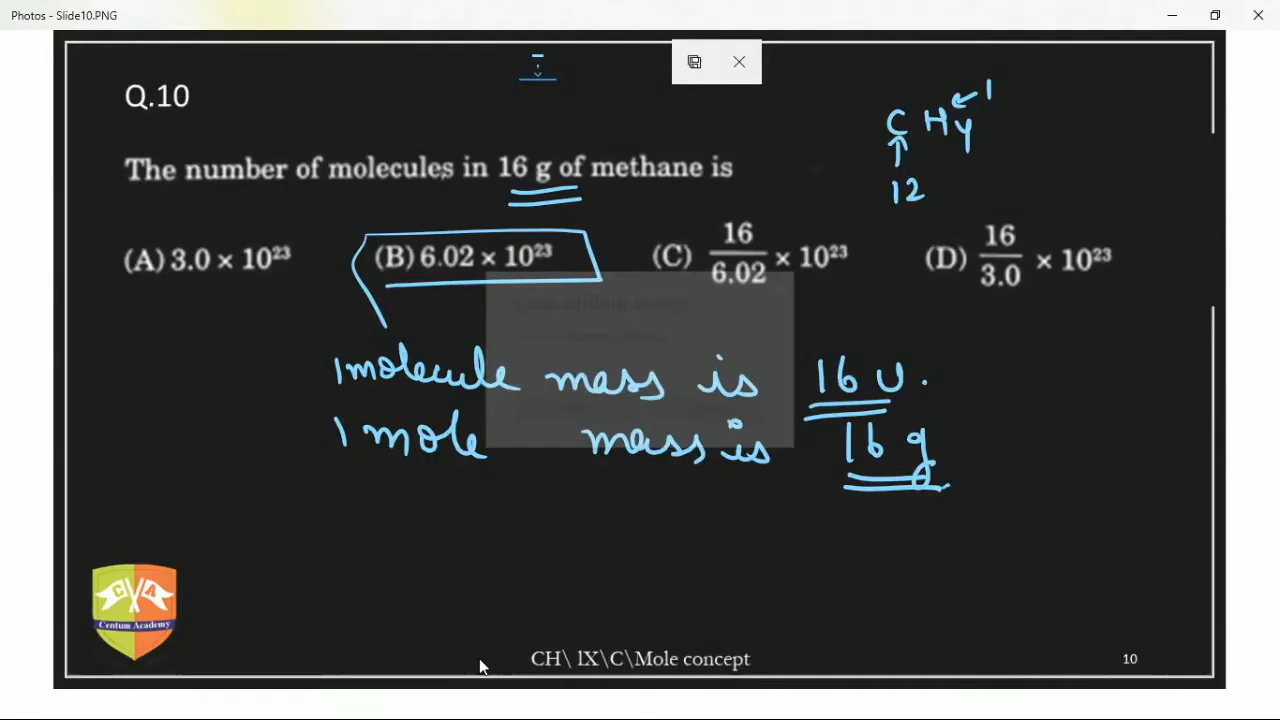 Photos - Slide10.PNG
Q.10
C H4 ← 1
↑
12
The number of molecules in 16 g of methane is
(A) 3.0 × 10²³ (B) 6.02 × 10²³ (C) 16/6.02 × 10²³ (D) 16/3.0 × 10²³
1 molecule mass is 16 U.
1 mole mass is 16 g
C A
Centum Academy
CH\ lX\C\Mole concept
10